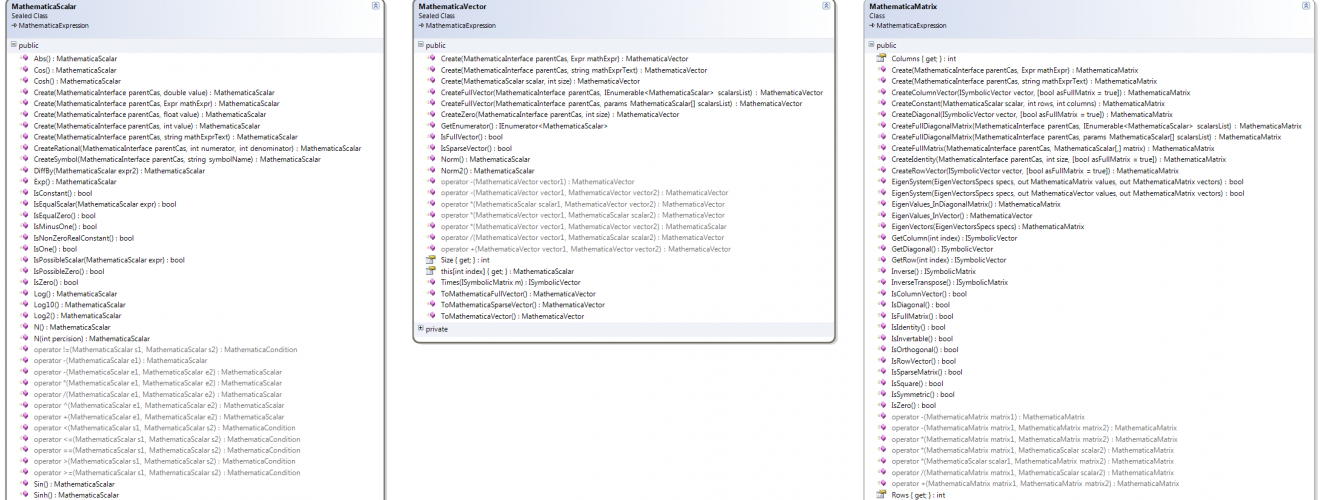 MathematicaScalar
Sealed Class
MathematicaExpression
public
Abs() : MathematicaScalar
Cos() : MathematicaScalar
Cosh() : MathematicaScalar
Create(MathematicaInterface parentCas, double value) : MathematicaScalar
Create(MathematicaInterface parentCas, Expr mathExpr) : MathematicaScalar
Create(MathematicaInterface parentCas, float value) : MathematicaScalar
Create(MathematicaInterface parentCas, int value) : MathematicaScalar
Create(MathematicaInterface parentCas, string mathExprText) : MathematicaScalar
CreateRational(MathematicaInterface parentCas, int numerator, int denominator) : MathematicaScalar
CreateSymbol(MathematicaInterface parentCas, string symbolName) : MathematicaScalar
DiffBy(MathematicaScalar expr2) : MathematicaScalar
Exp() : MathematicaScalar
IsConstant() : bool
IsEqualScalar(MathematicaScalar expr) : bool
IsEqualZero() : bool
IsMinusOne() : bool
IsNonZeroRealConstant() : bool
IsOne() : bool
IsPossibleScalar(MathematicaScalar expr) : bool
IsPossibleZero() : bool
IsZero() : bool
Log() : MathematicaScalar
Log10() : MathematicaScalar
Log2() : MathematicaScalar
N() : MathematicaScalar
N(int percision) : MathematicaScalar
operator !=(MathematicaScalar s1, MathematicaScalar s2) : MathematicaCondition
operator -(MathematicaScalar e1) : MathematicaScalar
operator -(MathematicaScalar e1, MathematicaScalar e2) : MathematicaScalar
operator *(MathematicaScalar e1, MathematicaScalar e2) : MathematicaScalar
operator /(MathematicaScalar e1, MathematicaScalar e2) : MathematicaScalar
operator ^(MathematicaScalar e1, MathematicaScalar e2) : MathematicaScalar
operator +(MathematicaScalar e1, MathematicaScalar e2) : MathematicaScalar
operator <(MathematicaScalar s1, MathematicaScalar s2) : MathematicaCondition
operator <=(MathematicaScalar s1, MathematicaScalar s2) : MathematicaCondition
operator ==(MathematicaScalar s1, MathematicaScalar s2) : MathematicaCondition
operator >(MathematicaScalar s1, MathematicaScalar s2) : MathematicaCondition
operator >=(MathematicaScalar s1, MathematicaScalar s2) : MathematicaCondition
Sin() : MathematicaScalar
Sinh() : MathematicaScalar
MathematicaVector
Sealed Class
MathematicaExpression
public
Create(MathematicaInterface parentCas, Expr mathExpr) : MathematicaVector
Create(MathematicaInterface parentCas, string mathExprText) : MathematicaVector
Create(MathematicaScalar scalar, int size) : MathematicaVector
CreateFullVector(MathematicaInterface parentCas, IEnumerable<MathematicaScalar> scalarsList) : MathematicaVector
CreateFullVector(MathematicaInterface parentCas, params MathematicaScalar[] scalarsList) : MathematicaVector
CreateZero(MathematicaInterface parentCas, int size) : MathematicaVector
GetEnumerator() : IEnumerator<MathematicaScalar>
IsFullVector() : bool
IsSparseVector() : bool
Norm() : MathematicaScalar
Norm2() : MathematicaScalar
operator -(MathematicaVector vector1) : MathematicaVector
operator -(MathematicaVector vector1, MathematicaVector vector2) : MathematicaVector
operator *(MathematicaScalar scalar1, MathematicaVector vector2) : MathematicaVector
operator *(MathematicaVector vector1, MathematicaScalar scalar2) : MathematicaVector
operator *(MathematicaVector vector1, MathematicaVector vector2) : MathematicaScalar
operator /(MathematicaVector vector1, MathematicaScalar scalar2) : MathematicaVector
operator +(MathematicaVector vector1, MathematicaVector vector2) : MathematicaVector
Size { get; } : int
this[int index] { get; } : MathematicaScalar
Times(ISymbolicMatrix m) : ISymbolicVector
ToMathematicaFullVector() : MathematicaVector
ToMathematicaSparseVector() : MathematicaVector
ToMathematicaVector() : MathematicaVector
private
MathematicaMatrix
Class
MathematicaExpression
public
Columns { get; } : int
Create(MathematicaInterface parentCas, Expr mathExpr) : MathematicaMatrix
Create(MathematicaInterface parentCas, string mathExprText) : MathematicaMatrix
CreateColumnVector(ISymbolicVector vector, [bool asFullMatrix = true]) : MathematicaMatrix
CreateConstant(MathematicaScalar scalar, int rows, int columns) : MathematicaMatrix
CreateDiagonal(ISymbolicVector vector, [bool asFullMatrix = true]) : MathematicaMatrix
CreateFullDiagonalMatrix(MathematicaInterface parentCas, IEnumerable<MathematicaScalar> scalarsList) : MathematicaMatrix
CreateFullDiagonalMatrix(MathematicaInterface parentCas, params MathematicaScalar[] scalarsList) : MathematicaMatrix
CreateFullMatrix(MathematicaInterface parentCas, MathematicaScalar[,] matrix) : MathematicaMatrix
CreateIdentity(MathematicaInterface parentCas, int size, [bool asFullMatrix = true]) : MathematicaMatrix
CreateRowVector(ISymbolicVector vector, [bool asFullMatrix = true]) : MathematicaMatrix
EigenSystem(EigenVectorsSpecs specs, out MathematicaMatrix values, out MathematicaMatrix vectors) : bool
EigenSystem(EigenVectorsSpecs specs, out MathematicaVector values, out MathematicaMatrix vectors) : bool
EigenValues_InDiagonalMatrix() : MathematicaMatrix
EigenValues_InVector() : MathematicaVector
EigenVectors(EigenVectorsSpecs specs) : MathematicaMatrix
GetColumn(int index) : ISymbolicVector
GetDiagonal() : ISymbolicVector
GetRow(int index) : ISymbolicVector
Inverse() : ISymbolicMatrix
InverseTranspose() : ISymbolicMatrix
IsColumnVector() : bool
IsDiagonal() : bool
IsFullMatrix() : bool
IsIdentity() : bool
IsInvertable() : bool
IsOrthogonal() : bool
IsRowVector() : bool
IsSparseMatrix() : bool
IsSquare() : bool
IsSymmetric() : bool
IsZero() : bool
operator -(MathematicaMatrix matrix1) : MathematicaMatrix
operator -(MathematicaMatrix matrix1, MathematicaMatrix matrix2) : MathematicaMatrix
operator *(MathematicaMatrix matrix1, MathematicaMatrix matrix2) : MathematicaMatrix
operator *(MathematicaMatrix matrix1, MathematicaScalar scalar2) : MathematicaMatrix
operator *(MathematicaScalar scalar1, MathematicaMatrix matrix2) : MathematicaMatrix
operator /(MathematicaMatrix matrix1, MathematicaScalar scalar2) : MathematicaMatrix
operator +(MathematicaMatrix matrix1, MathematicaMatrix matrix2) : MathematicaMatrix
Rows { get; } : int